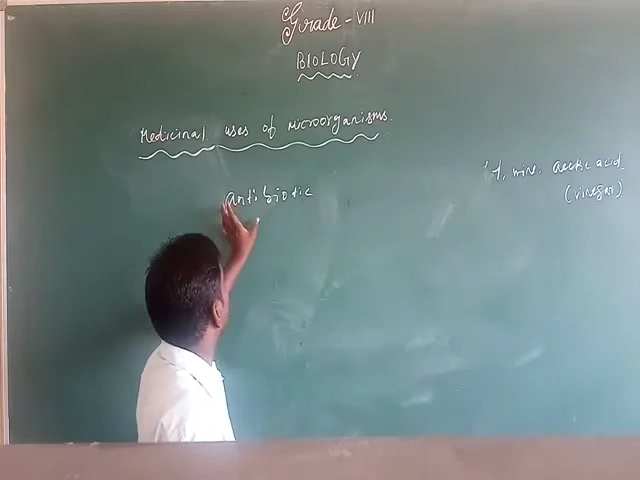 Grade - VIII
BIOLOGY
Medicinal uses of microorganisms.
antibiotic
wine, acetic acid
(vinegar)